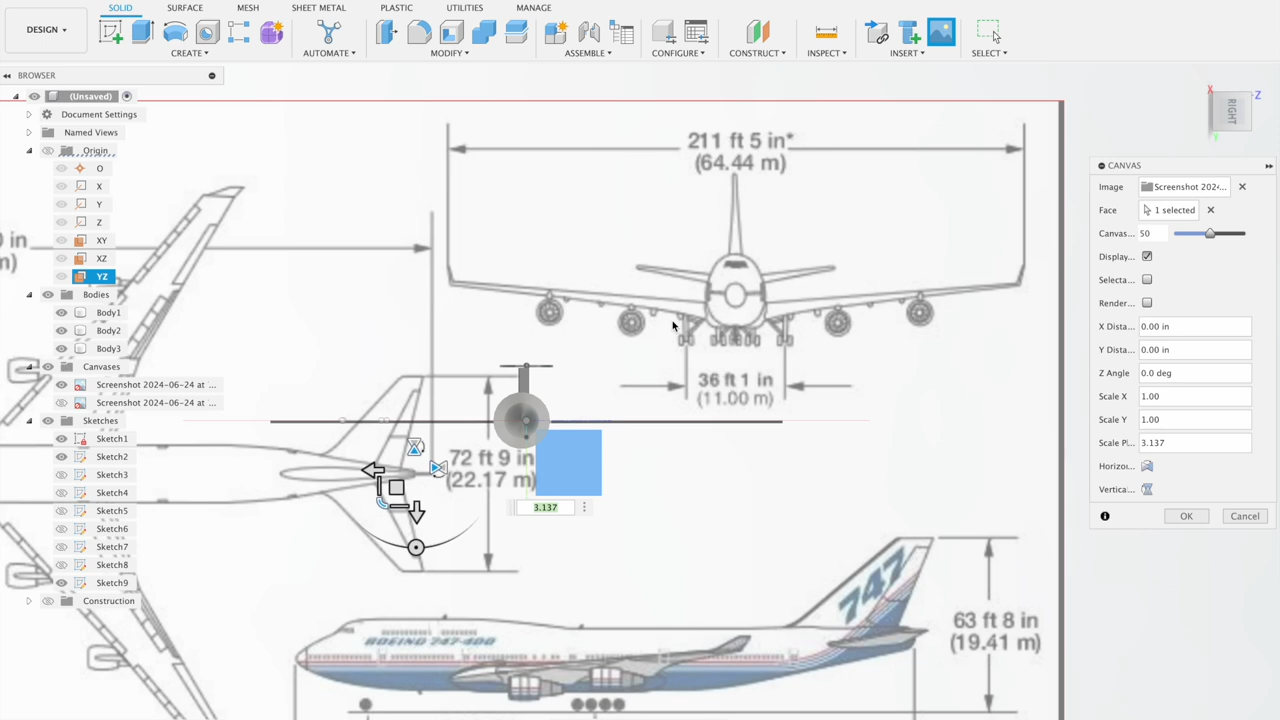 SOLID SURFACE MESH SHEET METAL PLASTIC UTILITIES MANAGE
DESIGN
CREATE AUTOMATE MODIFY ASSEMBLE CONFIGURE CONSTRUCT INSPECT INSERT SELECT
BROWSER
(Unsaved)
Document Settings
Named Views
Origin
O
X
Y
Z
XY
XZ
YZ
Bodies
Body1
Body2
Body3
Canvases
Screenshot 2024-06-24 at ...
Screenshot 2024-06-24 at ...
Sketches
Sketch1
Sketch2
Sketch3
Sketch4
Sketch5
Sketch6
Sketch7
Sketch8
Sketch9
Construction
0 in
m)
211 ft 5 in*
(64.44 m)
36 ft 1 in
(11.00 m)
72 ft 9 in
(22.17 m)
3.137
747
BOEING 747-400
63 ft 8 in
(19.41 m)
X
Z
Y
RIGHT
CANVAS
Image Screenshot 202...
Face 1 selected
Canvas... 50
Display...
Selecta...
Render...
X Dista... 0.00 in
Y Dista... 0.00 in
Z Angle 0.0 deg
Scale X 1.00
Scale Y 1.00
Scale Pl... 3.137
Horizo...
Vertica...
OK Cancel